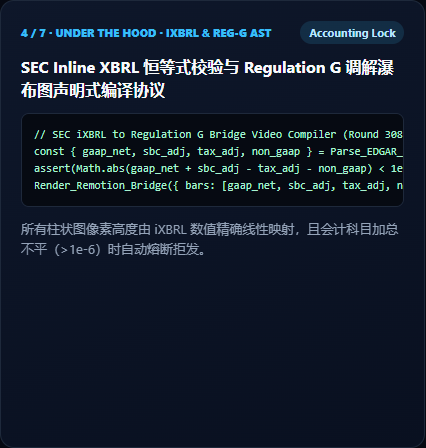 4 / 7 · UNDER THE HOOD · IXBRL & REG-G AST
Accounting Lock
SEC Inline XBRL 恒等式校验与 Regulation G 调解瀑
布图声明式编译协议
// SEC iXBRL to Regulation G Bridge Video Compiler (Round 308
const { gaap_net, sbc_adj, tax_adj, non_gaap } = Parse_EDGAR_
assert(Math.abs(gaap_net + sbc_adj - tax_adj - non_gaap) < 1e
Render_Remotion_Bridge({ bars: [gaap_net, sbc_adj, tax_adj, n
所有柱状图像素高度由 iXBRL 数值精确线性映射，且会计科目加总
不平（>1e-6）时自动熔断拒发。